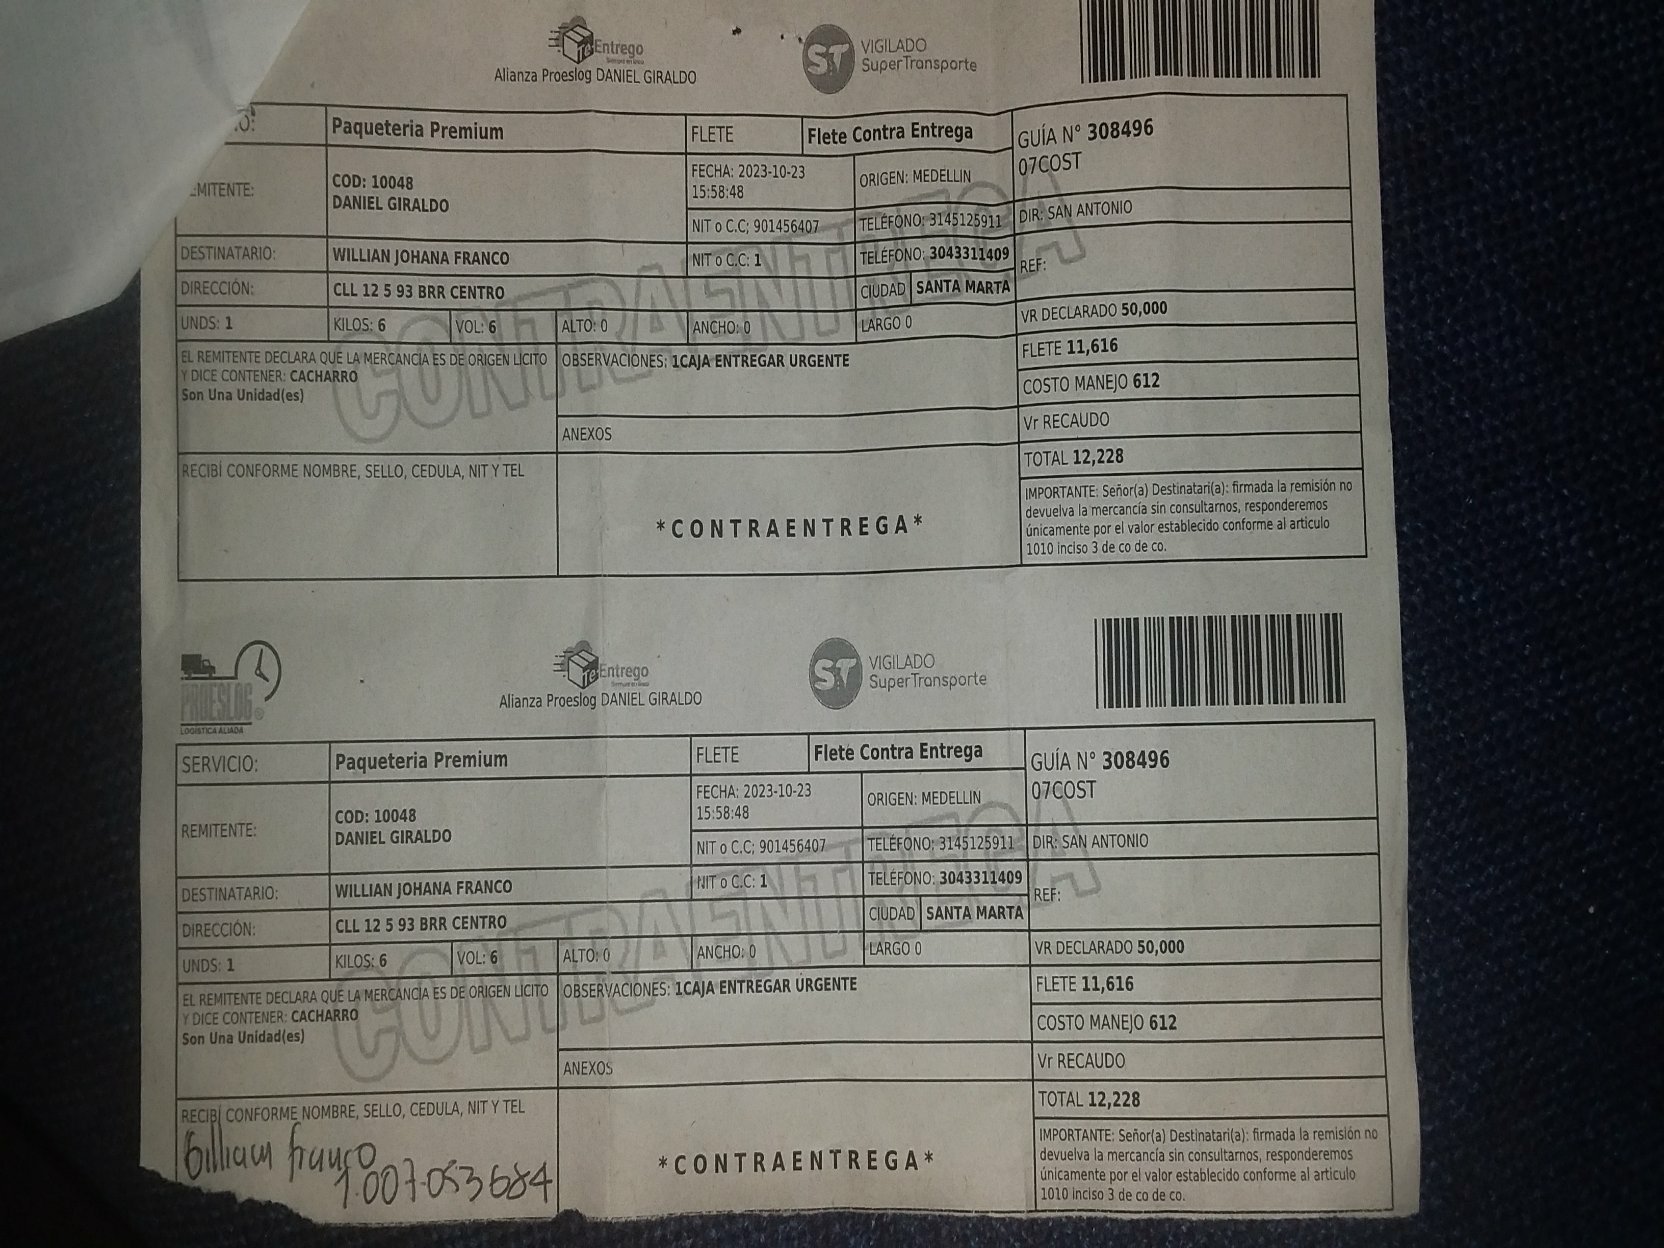 Te Entrego
Alianza Proeslog DANIEL GIRALDO
ST VIGILADO
SuperTransporte
IO: Paqueteria Premium FLETE Flete Contra Entrega GUÍA N° 308496
07COST
EMITENTE: COD: 10048
DANIEL GIRALDO
FECHA: 2023-10-23
15:58:48
ORIGEN: MEDELLIN
NIT o C.C; 901456407 TELÉFONO: 3145125911 DIR: SAN ANTONIO
DESTINATARIO: WILLIAN JOHANA FRANCO NIT o C.C: 1 TELÉFONO: 3043311409 REF:
DIRECCIÓN: CLL 12 5 93 BRR CENTRO CIUDAD SANTA MARTA
UNDS: 1 KILOS: 6 VOL: 6 ALTO: 0 ANCHO: 0 LARGO 0 VR DECLARADO 50,000
EL REMITENTE DECLARA QUE LA MERCANCIA ES DE ORIGEN LICITO
Y DICE CONTENER: CACHARRO
Son Una Unidad(es)
OBSERVACIONES: 1CAJA ENTREGAR URGENTE
FLETE 11,616
COSTO MANEJO 612
ANEXOS
Vr RECAUDO
TOTAL 12,228
RECIBÍ CONFORME NOMBRE, SELLO, CEDULA, NIT Y TEL
*CONTRAENTREGA*
IMPORTANTE: Señor(a) Destinatari(a): firmada la remisión no
devuelva la mercancía sin consultarnos, responderemos
únicamente por el valor establecido conforme al articulo
1010 inciso 3 de co de co.
CONTRAENTREGA
PROESLOG
LOGÍSTICA ALIADA
Te Entrego
Alianza Proeslog DANIEL GIRALDO
ST VIGILADO
SuperTransporte
SERVICIO: Paqueteria Premium FLETE Flete Contra Entrega GUÍA N° 308496
07COST
REMITENTE: COD: 10048
DANIEL GIRALDO
FECHA: 2023-10-23
15:58:48
ORIGEN: MEDELLIN
NIT o C.C; 901456407 TELÉFONO: 3145125911 DIR: SAN ANTONIO
DESTINATARIO: WILLIAN JOHANA FRANCO NIT o C.C: 1 TELÉFONO: 3043311409 REF:
DIRECCIÓN: CLL 12 5 93 BRR CENTRO CIUDAD SANTA MARTA
UNDS: 1 KILOS: 6 VOL: 6 ALTO: 0 ANCHO: 0 LARGO 0 VR DECLARADO 50,000
EL REMITENTE DECLARA QUE LA MERCANCIA ES DE ORIGEN LICITO
Y DICE CONTENER: CACHARRO
Son Una Unidad(es)
OBSERVACIONES: 1CAJA ENTREGAR URGENTE
FLETE 11,616
COSTO MANEJO 612
ANEXOS
Vr RECAUDO
TOTAL 12,228
RECIBÍ CONFORME NOMBRE, SELLO, CEDULA, NIT Y TEL
Gilliam franco
1.007.053684
*CONTRAENTREGA*
IMPORTANTE: Señor(a) Destinatari(a): firmada la remisión no
devuelva la mercancía sin consultarnos, responderemos
únicamente por el valor establecido conforme al articulo
1010 inciso 3 de co de co.
CONTRAENTREGA